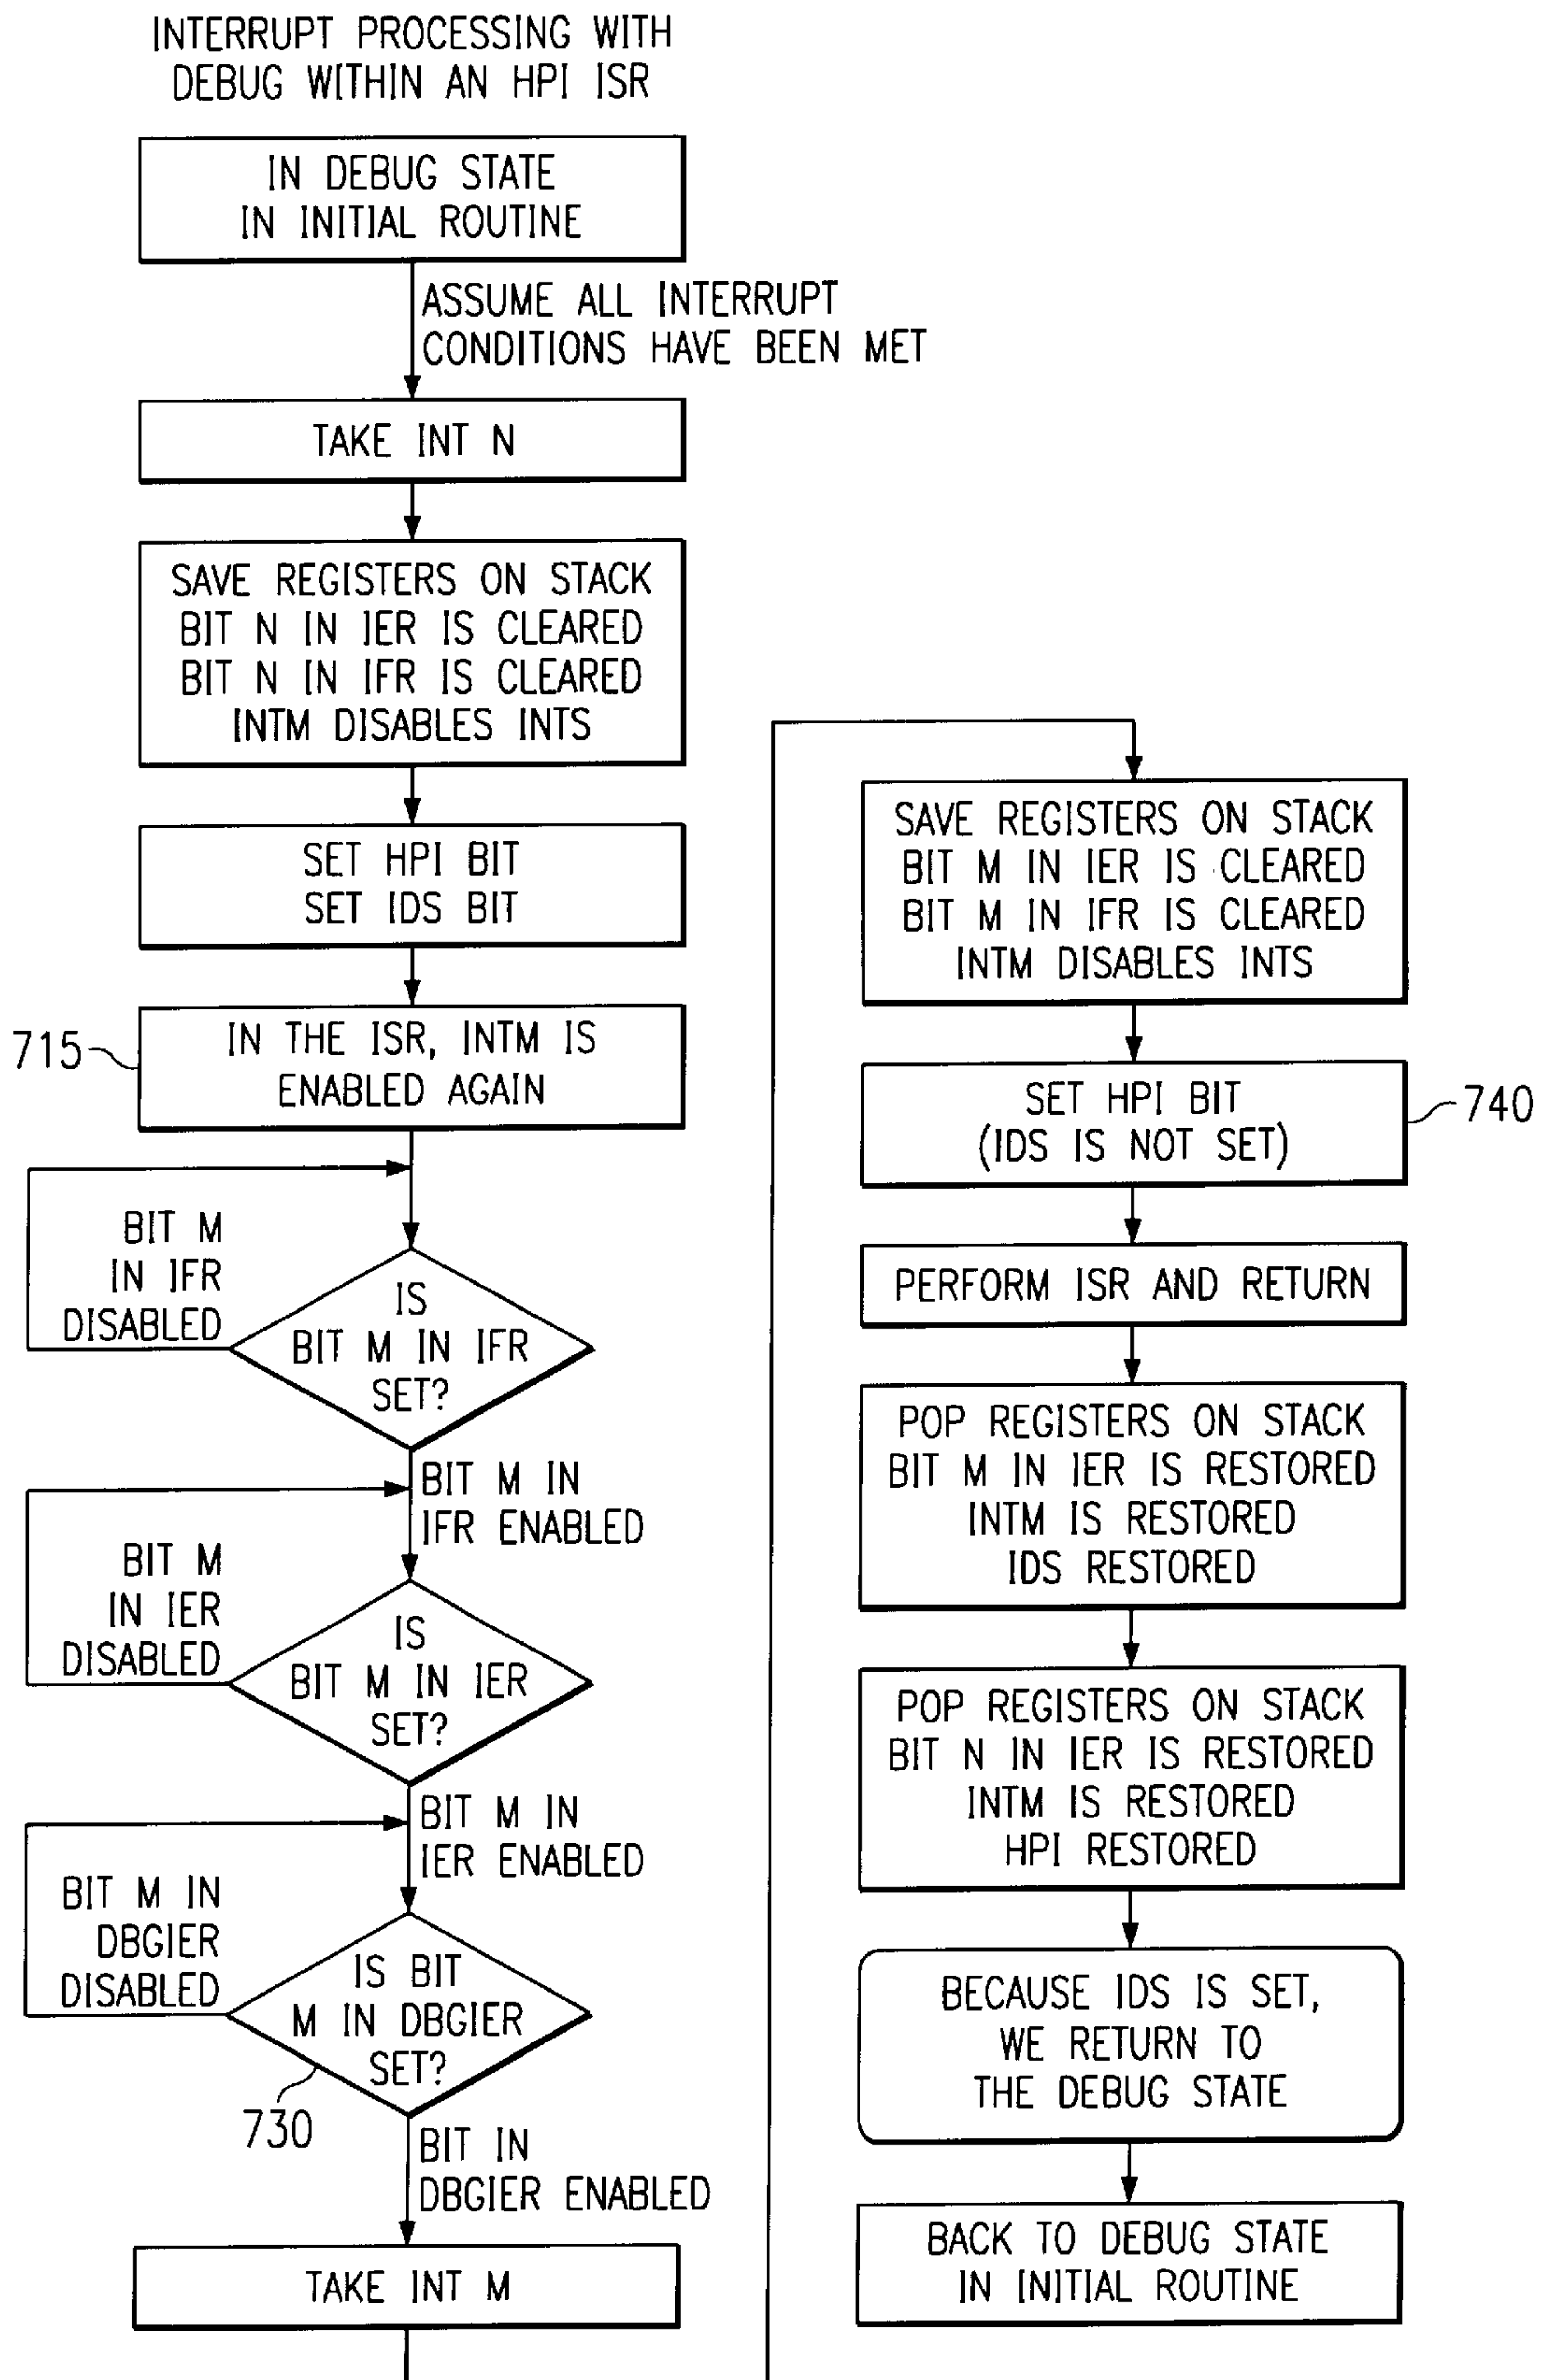 INTERRUPT PROCESSING WITH
DEBUG WITHIN AN HPI ISR
IN DEBUG STATE
IN INITIAL ROUTINE
ASSUME ALL INTERRUPT
CONDITIONS HAVE BEEN MET
TAKE INT N
SAVE REGISTERS ON STACK
BIT N IN IER IS CLEARED
BIT N IN IFR IS CLEARED
INTM DISABLES INTS
SET HPI BIT
SET IDS BIT
715
IN THE ISR, INTM IS
ENABLED AGAIN
BIT M
IN IFR
DISABLED
IS
BIT M IN IFR
SET?
BIT M IN
IFR ENABLED
BIT M
IN IER
DISABLED
IS
BIT M IN IER
SET?
BIT M IN
IER ENABLED
BIT M IN
DBGIER
DISABLED
IS BIT
M IN DBGIER
SET?
730
BIT IN
DBGIER ENABLED
TAKE INT M
SAVE REGISTERS ON STACK
BIT M IN IER IS CLEARED
BIT M IN IFR IS CLEARED
INTM DISABLES INTS
SET HPI BIT
(IDS IS NOT SET)
740
PERFORM ISR AND RETURN
POP REGISTERS ON STACK
BIT M IN IER IS RESTORED
INTM IS RESTORED
IDS RESTORED
POP REGISTERS ON STACK
BIT N IN IER IS RESTORED
INTM IS RESTORED
HPI RESTORED
BECAUSE IDS IS SET,
WE RETURN TO
THE DEBUG STATE
BACK TO DEBUG STATE
IN INITIAL ROUTINE